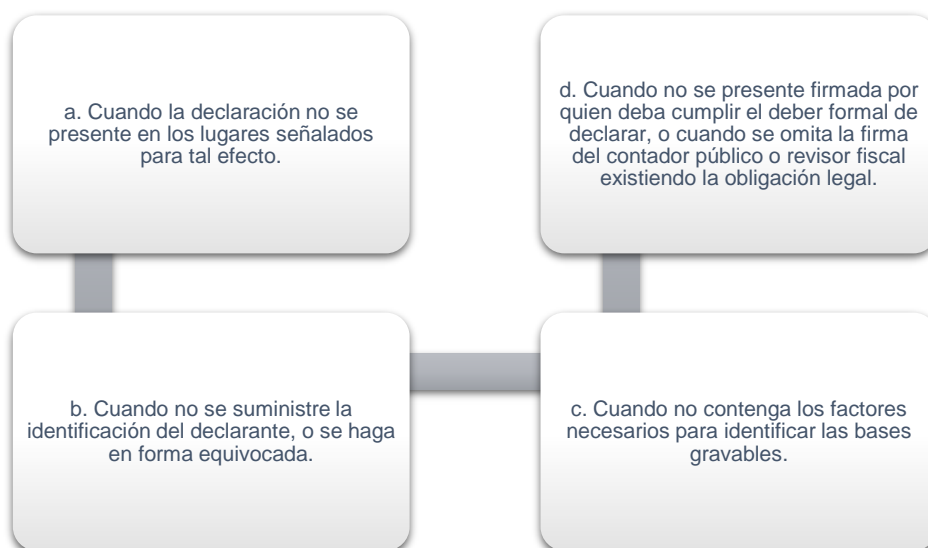 a. Cuando la declaración no se
presente en los lugares señalados
para tal efecto.
b. Cuando no se suministre la
identificación del declarante, o se haga
en forma equivocada.
c. Cuando no contenga los factores
necesarios para identificar las bases
gravables.
d. Cuando no se presente firmada por
quien deba cumplir el deber formal de
declarar, o cuando se omita la firma
del contador público o revisor fiscal
existiendo la obligación legal.